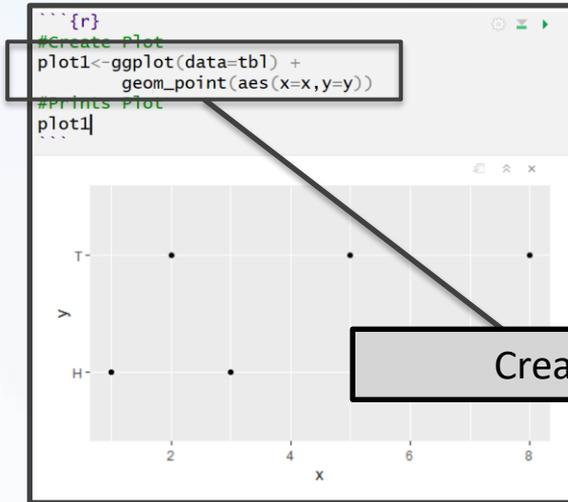 ```{r}
#Create Plot
plot1<-ggplot(data=tbl) +
geom_point(aes(x=x,y=y))
#Prints Plot
plot1
```
T
y
H
Crea
2 4 6 8
x